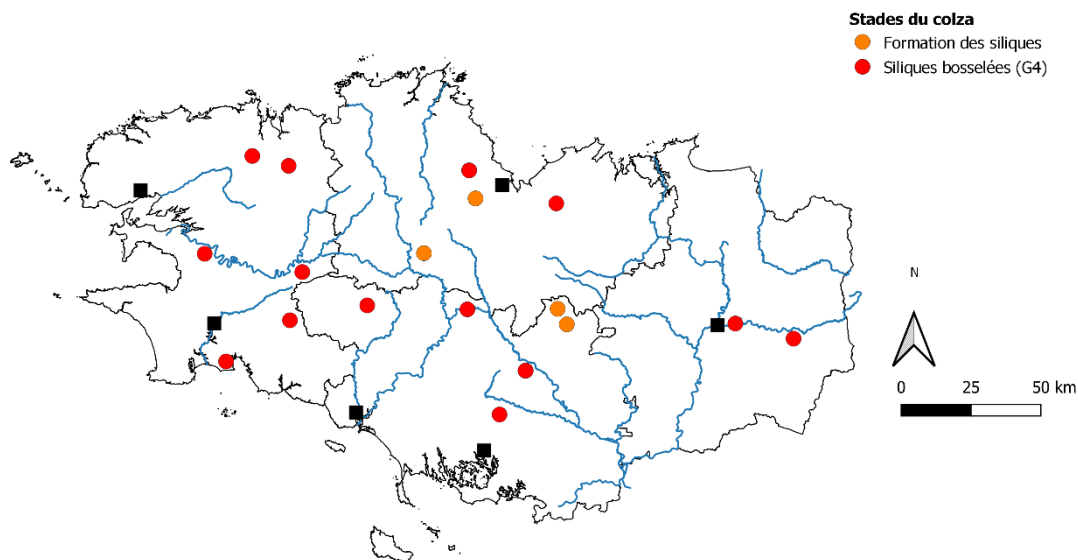 Stades du colza
Formation des siliques
Siliques bosselées (G4)
N
0 25 50 km